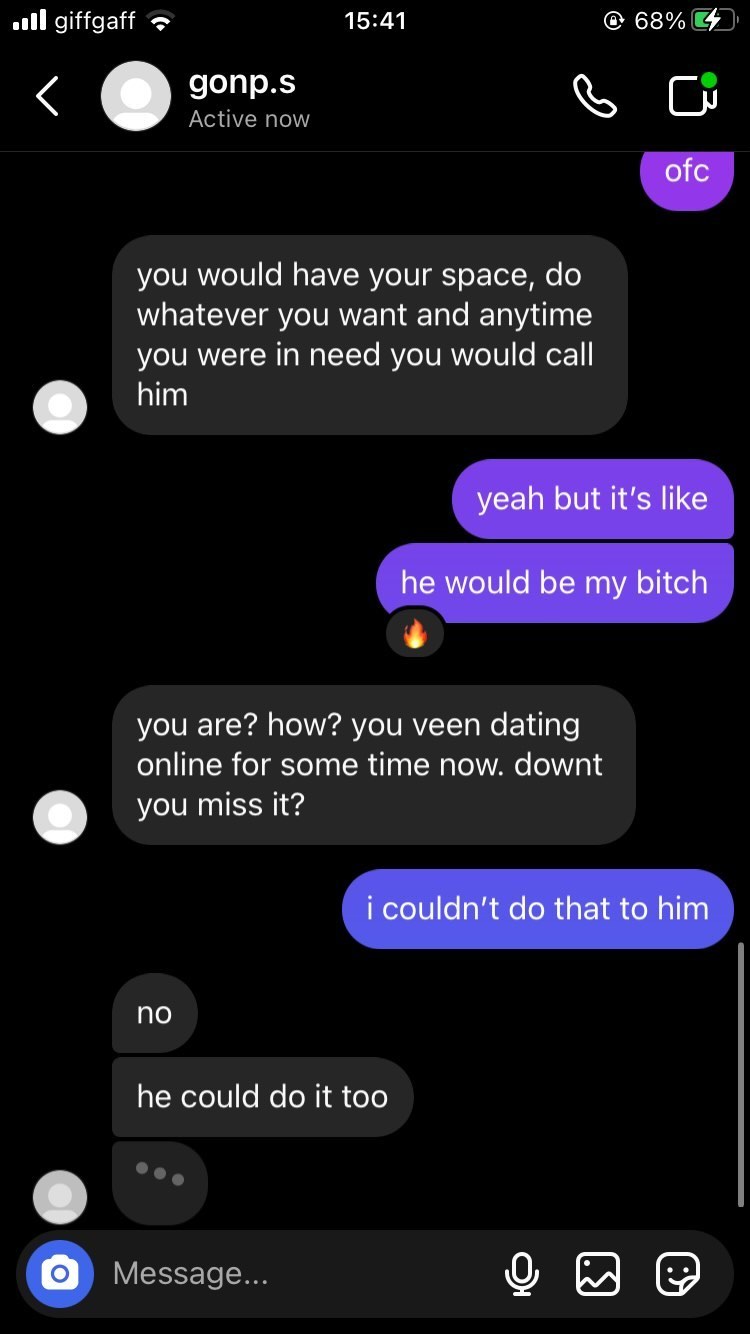 giffgaff 15:41 68%
gonp.s
Active now
ofc
you would have your space, do
whatever you want and anytime
you were in need you would call
him
yeah but it's like
he would be my bitch
you are? how? you veen dating
online for some time now. downt
you miss it?
i couldn't do that to him
no
he could do it too
Message...